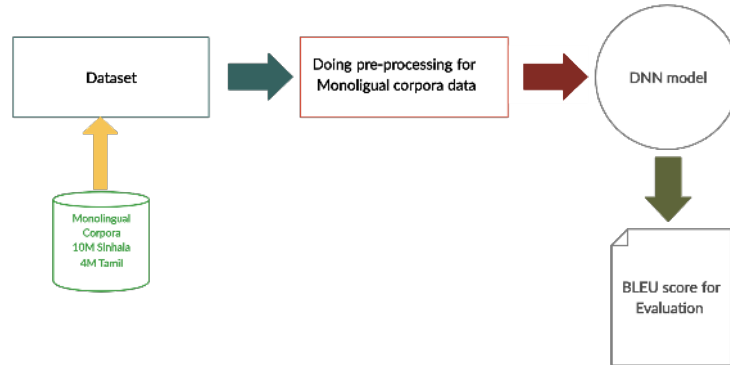 Dataset
Doing pre-processing for
Monoligual corpora data
DNN model
Monolingual
Corpora
10M Sinhala
4M Tamil
BLEU score for
Evaluation